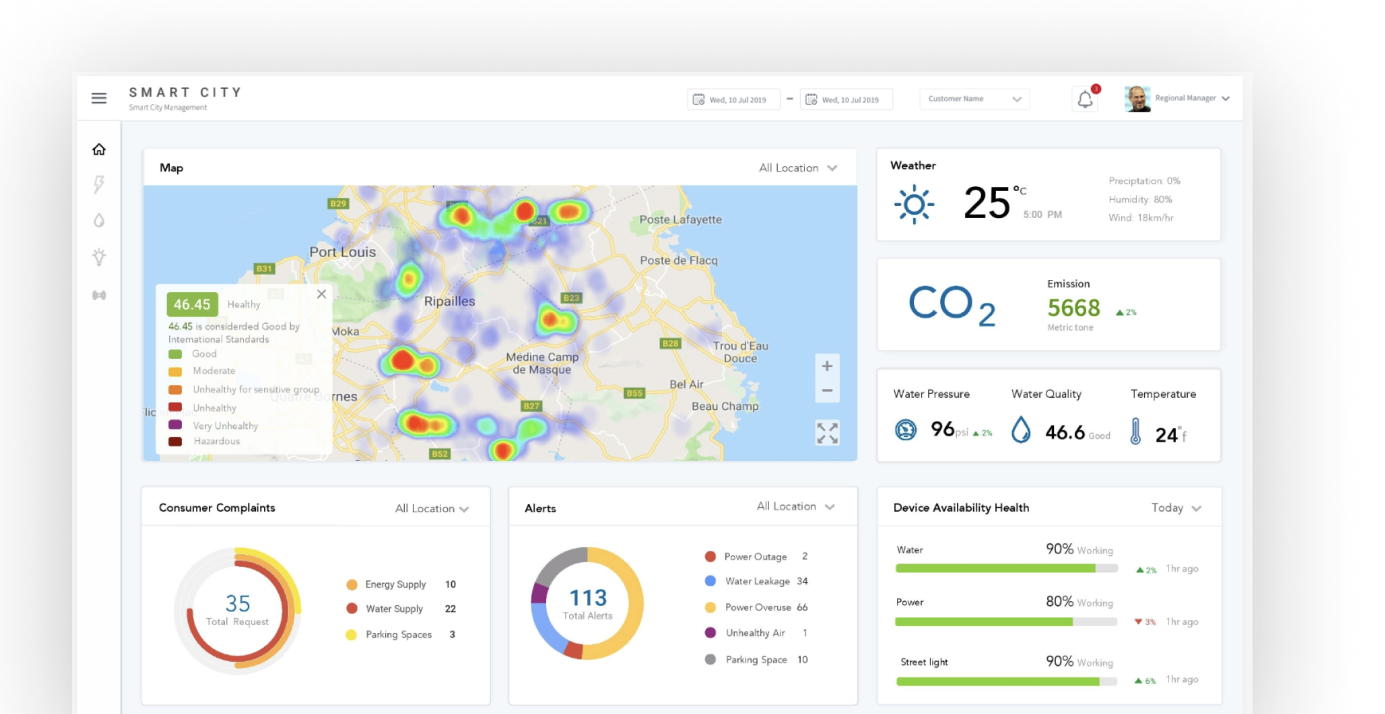 SMART CITY
Smart City Management
Wed, 10 Jul 2019 – Wed, 10 Jul 2019
Customer Name
3
Regional Manager
Map
All Location
B29
B21
Poste Lafayette
Port Louis
Poste de Flacq
B31
Ripailles
B23
Moka
B28
Trou d'Eau
Douce
Medine Camp
de Masque
Bel Air
B55
Quatre Bornes
B27
Beau Champ
Flic
B52
+
−
46.45 Healthy
46.45 is considerded Good by
International Standards
Good
Moderate
Unhealthy for sensitive group
Unhealthy
Very Unhealthy
Hazardous
Weather
25°C
5:00 PM
Preciptation: 0%
Humidity: 80%
Wind: 18km/hr
CO2
Emission
5668 2%
Metric tone
Water Pressure
96psi 2%
Water Quality
46.6 Good
Temperature
24°f
Consumer Complaints
All Location
35
Total Request
Energy Supply 10
Water Supply 22
Parking Spaces 3
Alerts
All Location
113
Total Alerts
Power Outage 2
Water Leakage 34
Power Overuse 66
Unhealthy Air 1
Parking Space 10
Device Availability Health
Today
Water 90% Working
2% 1hr ago
Power 80% Working
3% 1hr ago
Street light 90% Working
6% 1hr ago